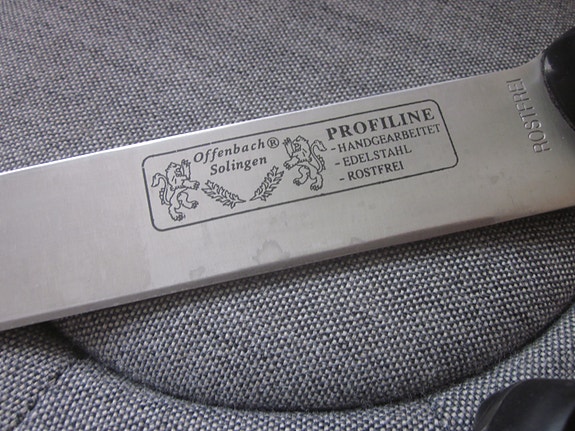 Offenbach®
Solingen
PROFILINE
-HANDGEARBEITET
- EDELSTAHL
- ROSTFREI
ROSTFREI